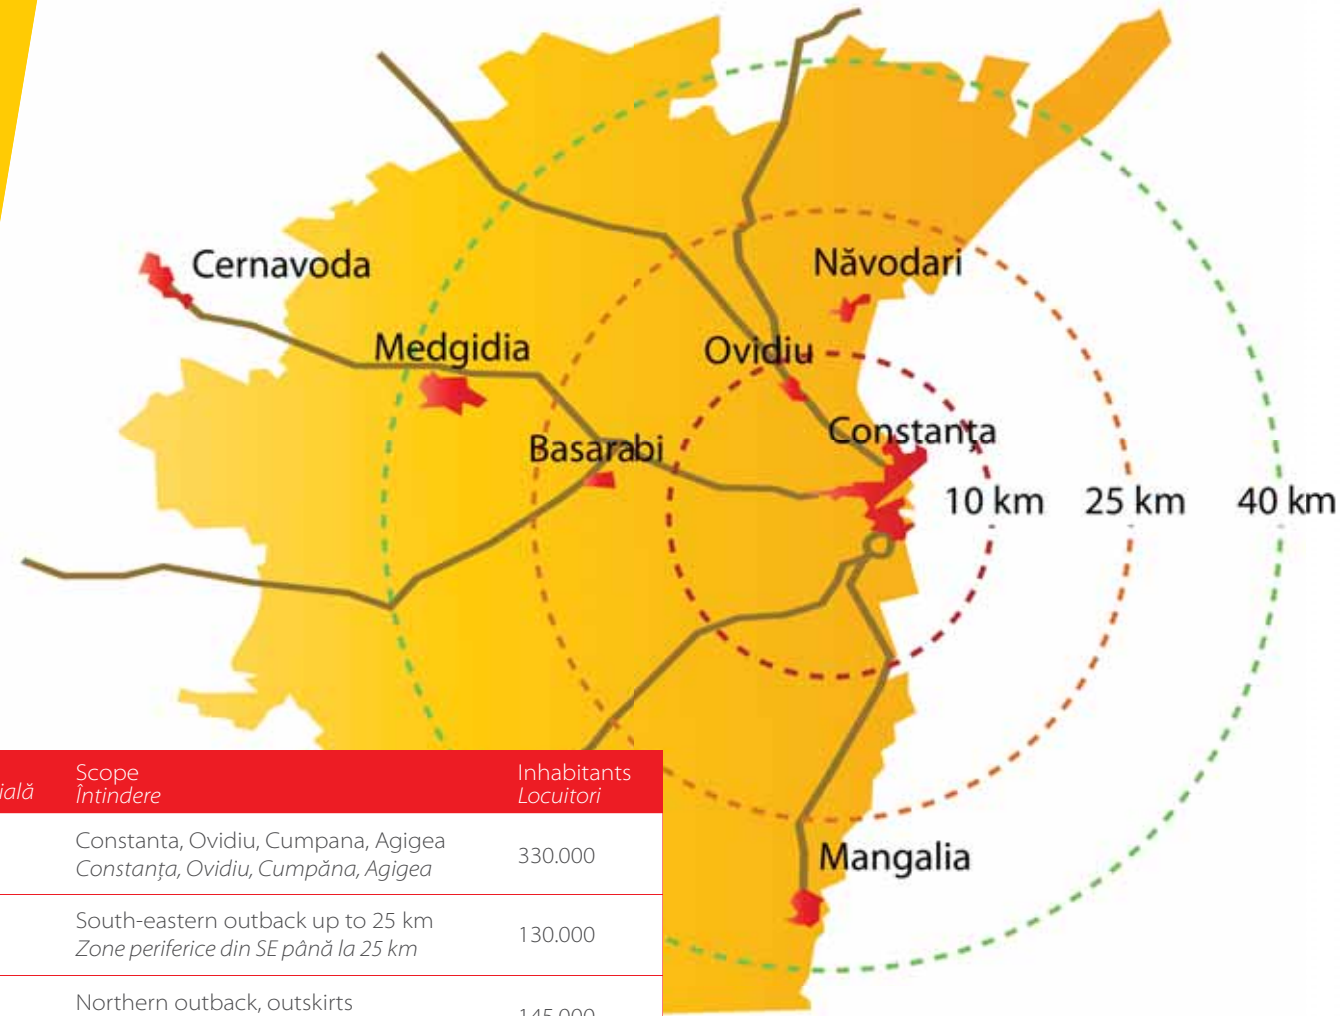 Cernavoda
Năvodari
Medgidia
Ovidiu
Constanța
Basarabi
10 km
25 km
40 km
Mangalia
ială
Scope
Întindere
Inhabitants
Locuitori
Constanta, Ovidiu, Cumpana, Agigea
Constanța, Ovidiu, Cumpăna, Agigea
330.000
South-eastern outback up to 25 km
Zone periferice din SE până la 25 km
130.000
Northern outback, outskirts
145.000